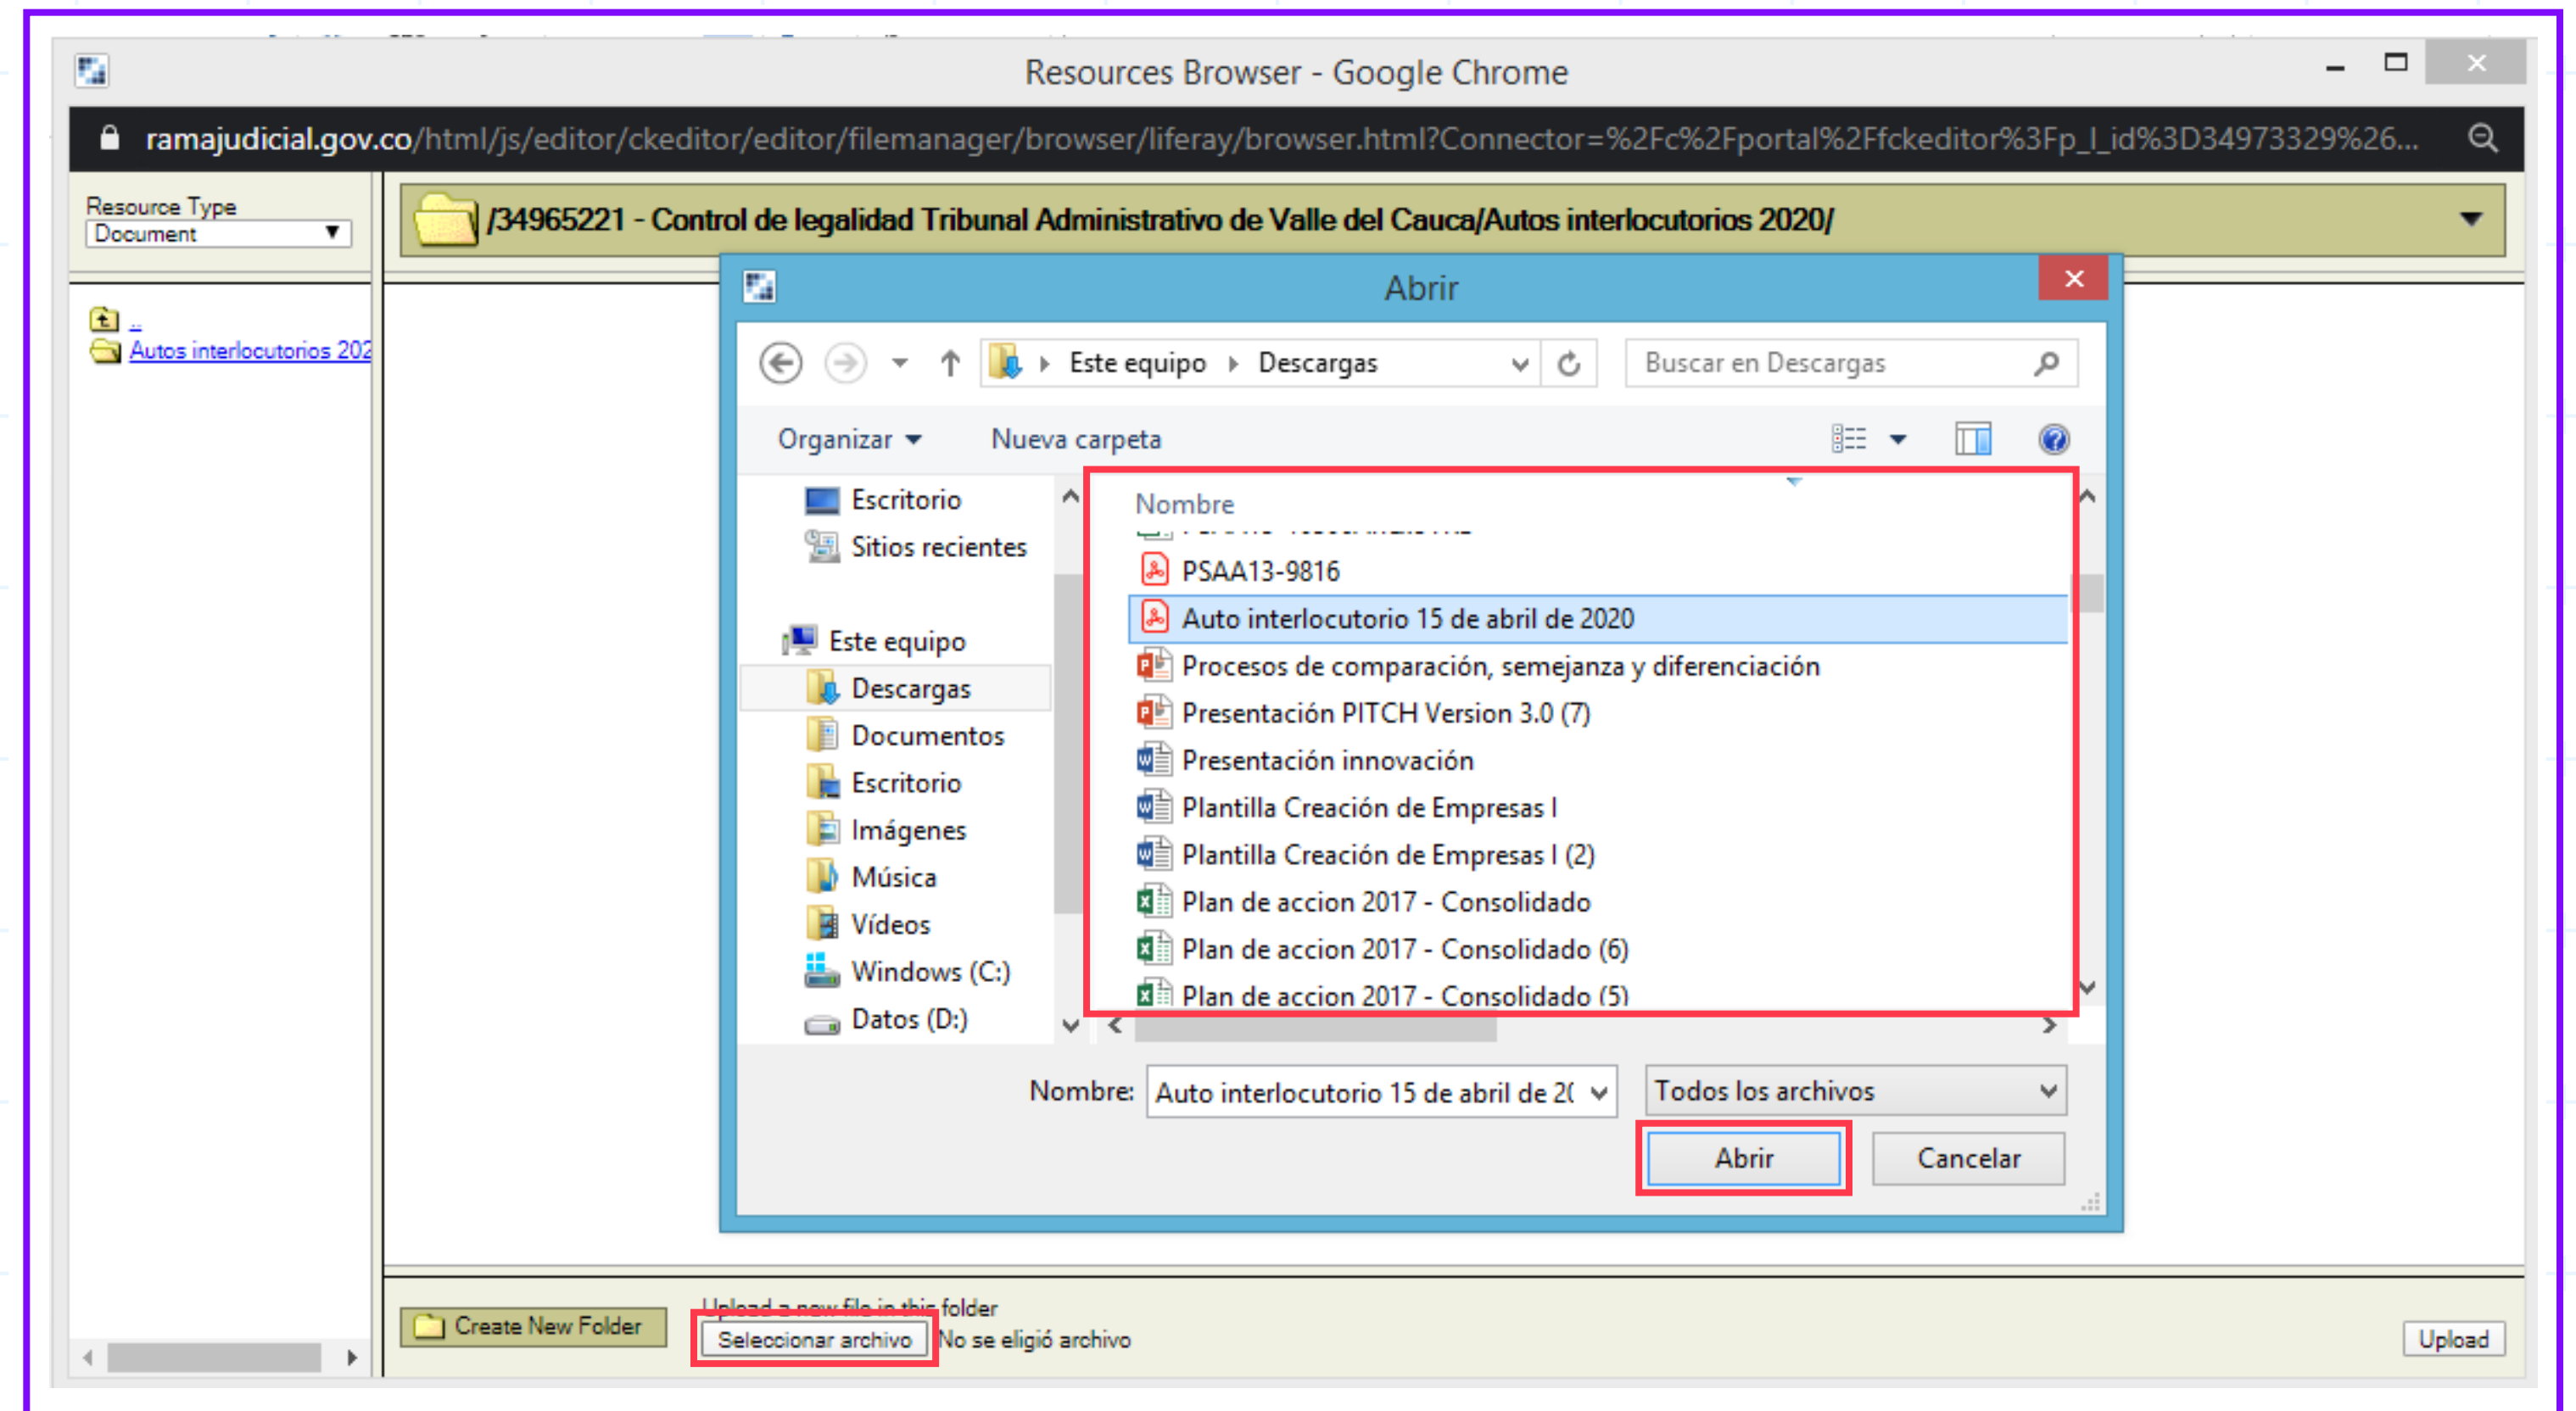 Resources Browser - Google Chrome
ramajudicial.gov.co/html/js/editor/ckeditor/editor/filemanager/browser/liferay/browser.html?Connector=%2Fc%2Fportal%2Ffckeditor%3Fp_l_id%3D34973329%26...
Resource Type
Document
/34965221 - Control de legalidad Tribunal Administrativo de Valle del Cauca/Autos interlocutorios 2020/
..
Autos interlocutorios 202
Abrir
Este equipo
Descargas
Buscar en Descargas
Organizar
Nueva carpeta
Escritorio
Sitios recientes
Este equipo
Descargas
Documentos
Escritorio
Imágenes
Música
Vídeos
Windows (C:)
Datos (D:)
Nombre
PSAA13-9816
Auto interlocutorio 15 de abril de 2020
Procesos de comparación, semejanza y diferenciación
Presentación PITCH Version 3.0 (7)
Presentación innovación
Plantilla Creación de Empresas I
Plantilla Creación de Empresas I (2)
Plan de accion 2017 - Consolidado
Plan de accion 2017 - Consolidado (6)
Plan de accion 2017 - Consolidado (5)
Nombre: Auto interlocutorio 15 de abril de 20
Todos los archivos
Abrir
Cancelar
Create New Folder
Upload a new file in this folder
Seleccionar archivo No se eligió archivo
Upload